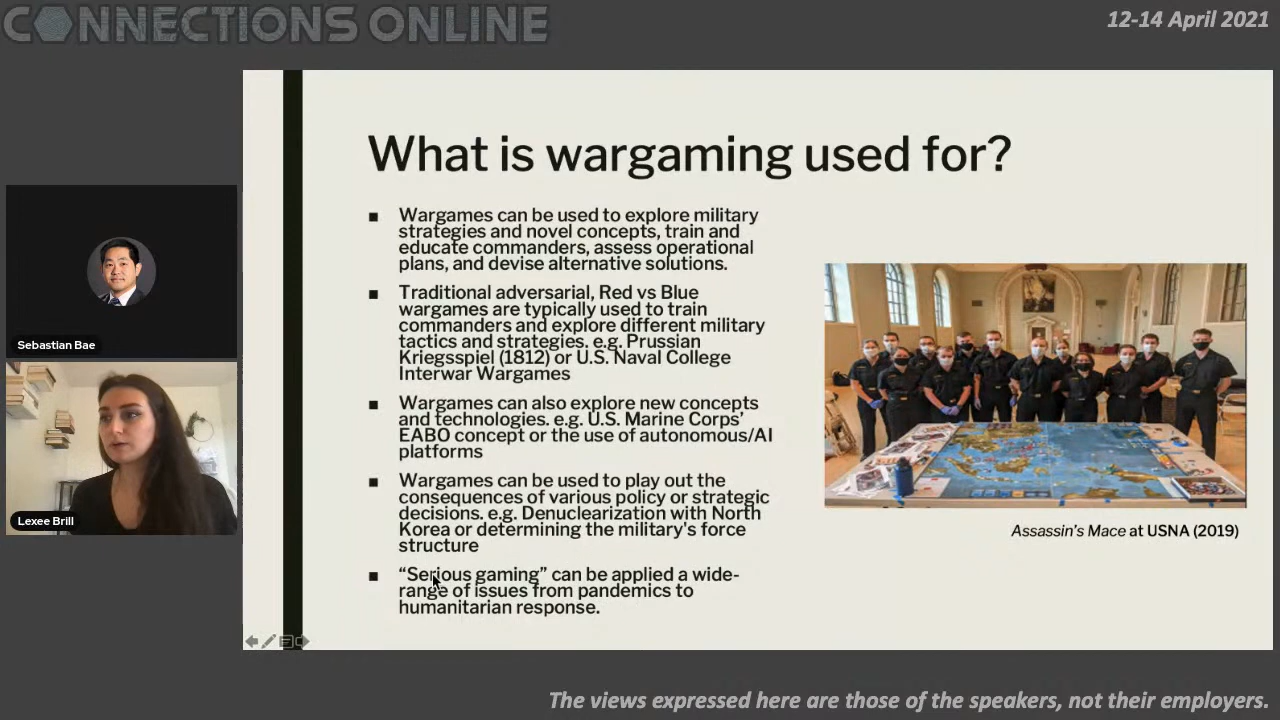 CONNECTIONS ONLINE
12-14 April 2021
What is wargaming used for?
Wargames can be used to explore military
strategies and novel concepts, train and
educate commanders, assess operational
plans, and devise alternative solutions.
Traditional adversarial, Red vs Blue
wargames are typically used to train
commanders and explore different military
tactics and strategies. e.g. Prussian
Kriegsspiel (1812) or U.S. Naval College
Interwar Wargames
Wargames can also explore new concepts
and technologies. e.g. U.S. Marine Corps'
EABO concept or the use of autonomous/AI
platforms
Wargames can be used to play out the
consequences of various policy or strategic
decisions. e.g. Denuclearization with North
Korea or determining the military's force
structure
“Serious gaming” can be applied a wide-
range of issues from pandemics to
humanitarian response.
Assassin's Mace at USNA (2019)
Sebastian Bae
Lexee Brill
The views expressed here are those of the speakers, not their employers.